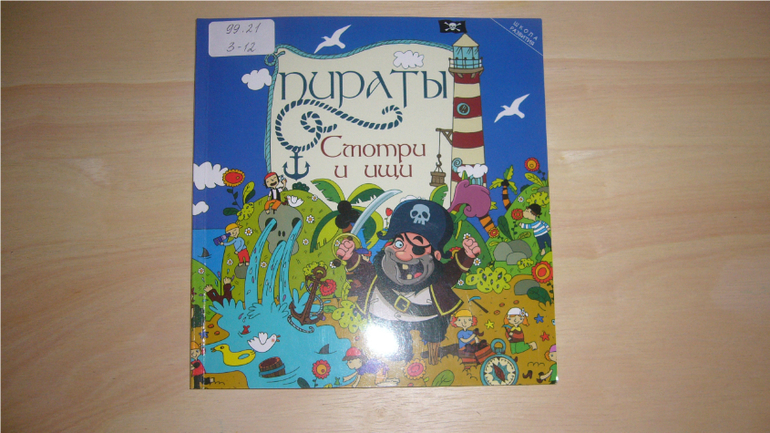 99.21
3-12
ШКОЛА
РАЗВИТИЯ
ПИРАТЫ
Смотри
и ищи